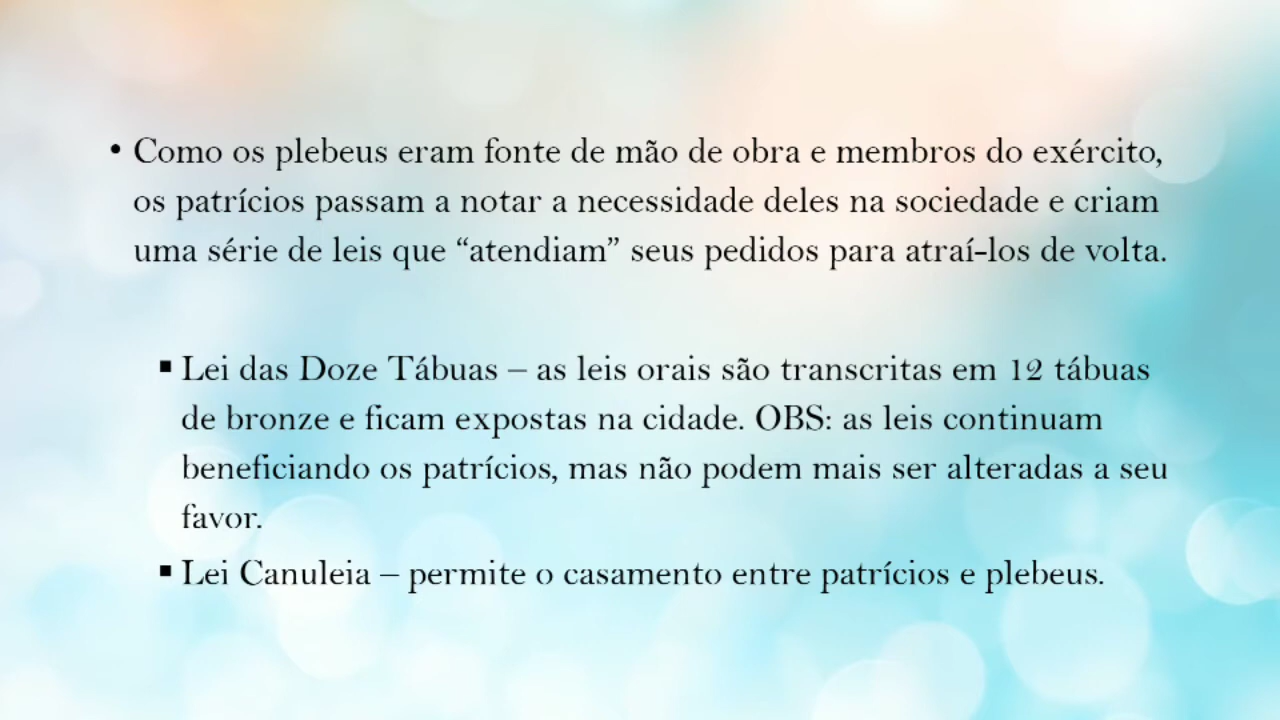 • Como os plebeus eram fonte de mão de obra e membros do exército,
os patrícios passam a notar a necessidade deles na sociedade e criam
uma série de leis que “atendiam” seus pedidos para atraí-los de volta.
▪ Lei das Doze Tábuas – as leis orais são transcritas em 12 tábuas
de bronze e ficam expostas na cidade. OBS: as leis continuam
beneficiando os patrícios, mas não podem mais ser alteradas a seu
favor.
▪ Lei Canuleia – permite o casamento entre patrícios e plebeus.